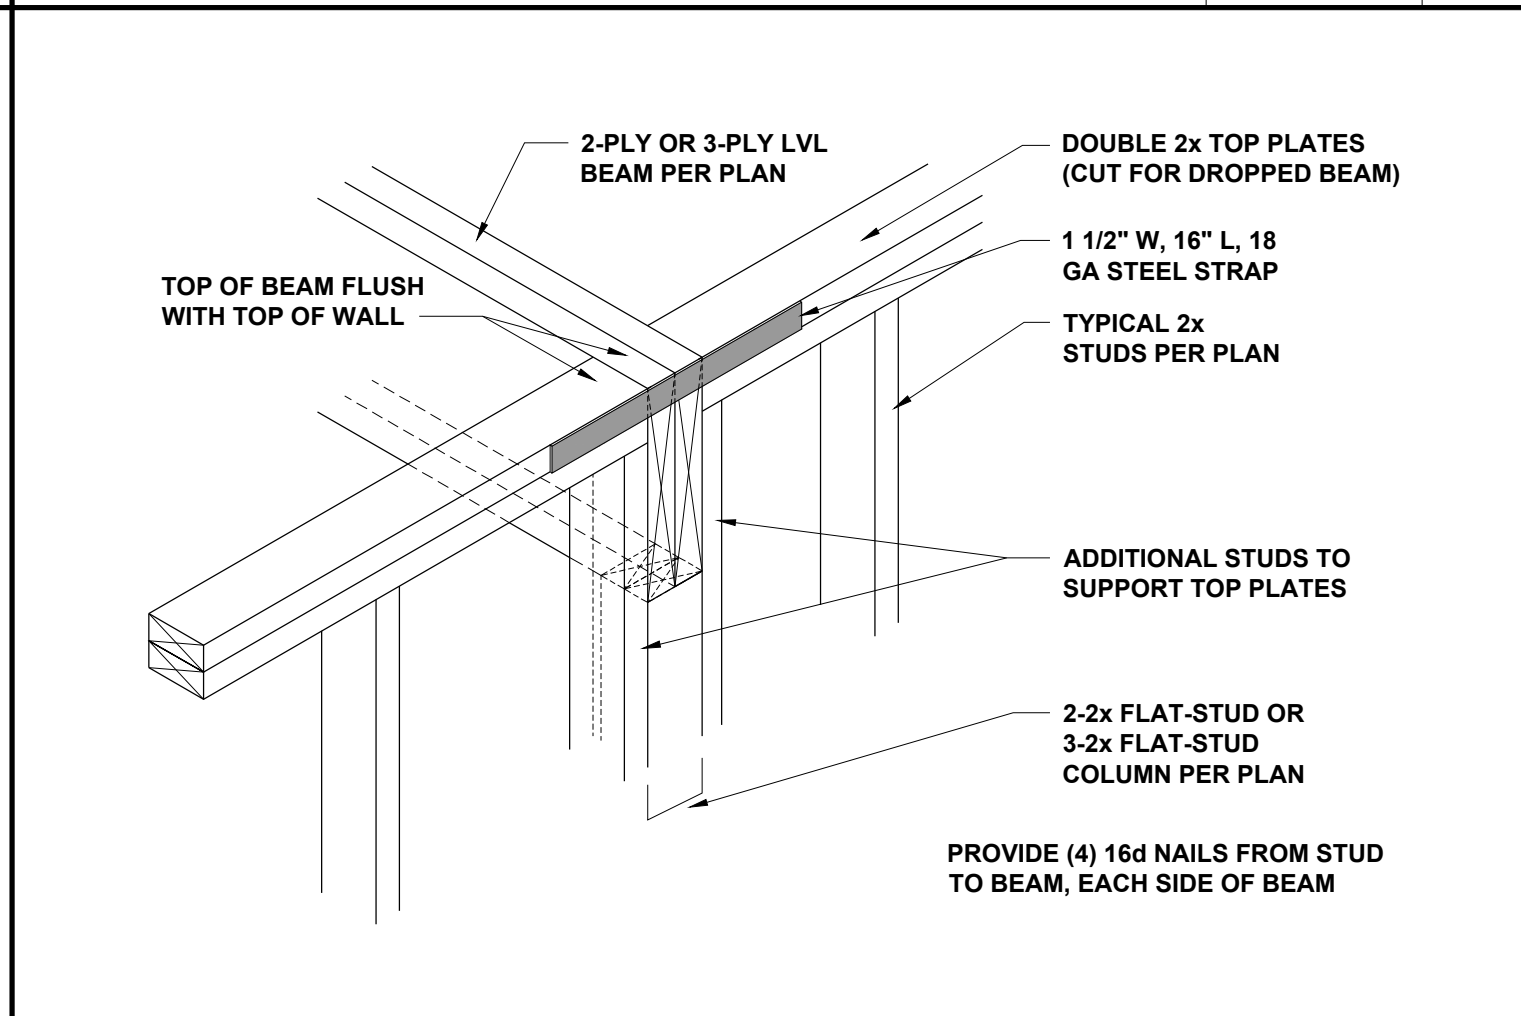 2-PLY OR 3-PLY LVL
BEAM PER PLAN
DOUBLE 2x TOP PLATES
(CUT FOR DROPPED BEAM)
1 1/2" W, 16" L, 18
GA STEEL STRAP
TOP OF BEAM FLUSH
WITH TOP OF WALL
TYPICAL 2x
STUDS PER PLAN
ADDITIONAL STUDS TO
SUPPORT TOP PLATES
2-2x FLAT-STUD OR
3-2x FLAT-STUD
COLUMN PER PLAN
PROVIDE (4) 16d NAILS FROM STUD
TO BEAM, EACH SIDE OF BEAM